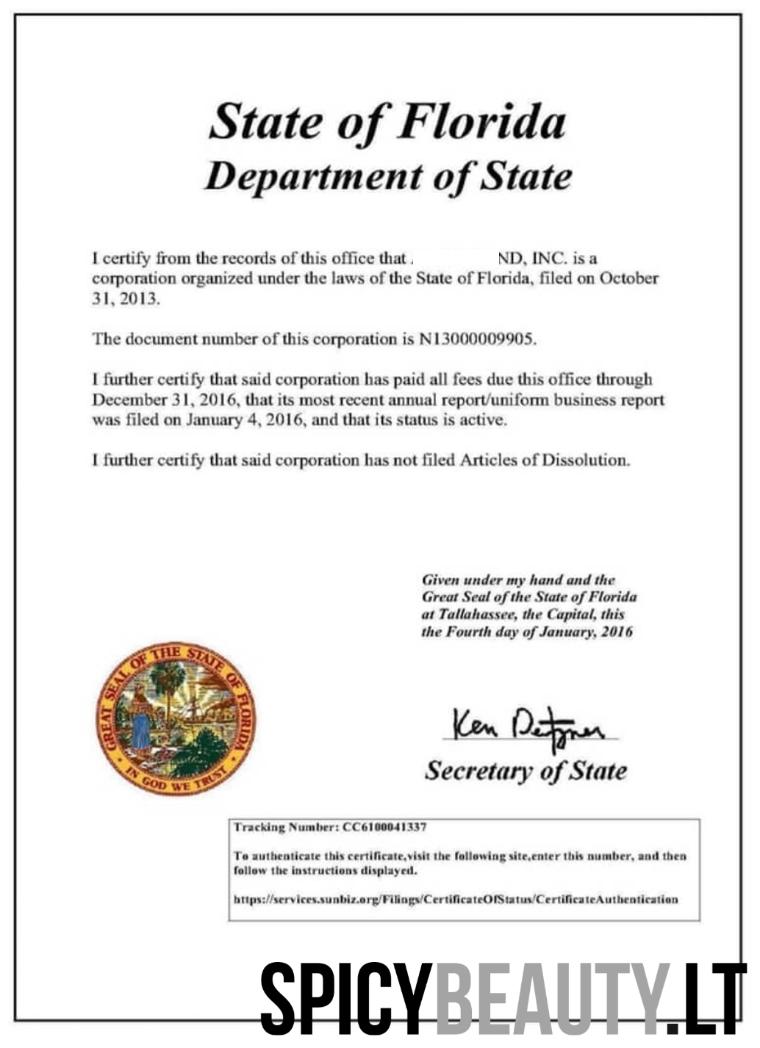 State of Florida
Department of State
I certify from the records of this office that ND, INC. is a
corporation organized under the laws of the State of Florida, filed on October
31, 2013.
The document number of this corporation is N13000009905.
I further certify that said corporation has paid all fees due this office through
December 31, 2016, that its most recent annual report/uniform business report
was filed on January 4, 2016, and that its status is active.
I further certify that said corporation has not filed Articles of Dissolution.
Given under my hand and the
Great Seal of the State of Florida
at Tallahassee, the Capital, this
the Fourth day of January, 2016
GREAT SEAL OF THE STATE OF FLORIDA
IN GOD WE TRUST
Ken Detzner
Secretary of State
Tracking Number: CC6100041337
To authenticate this certificate,visit the following site,enter this number, and then
follow the instructions displayed.
https://services.sunbiz.org/Filings/CertificateOfStatus/CertificateAuthentication
SPICYBEAUTY.LT